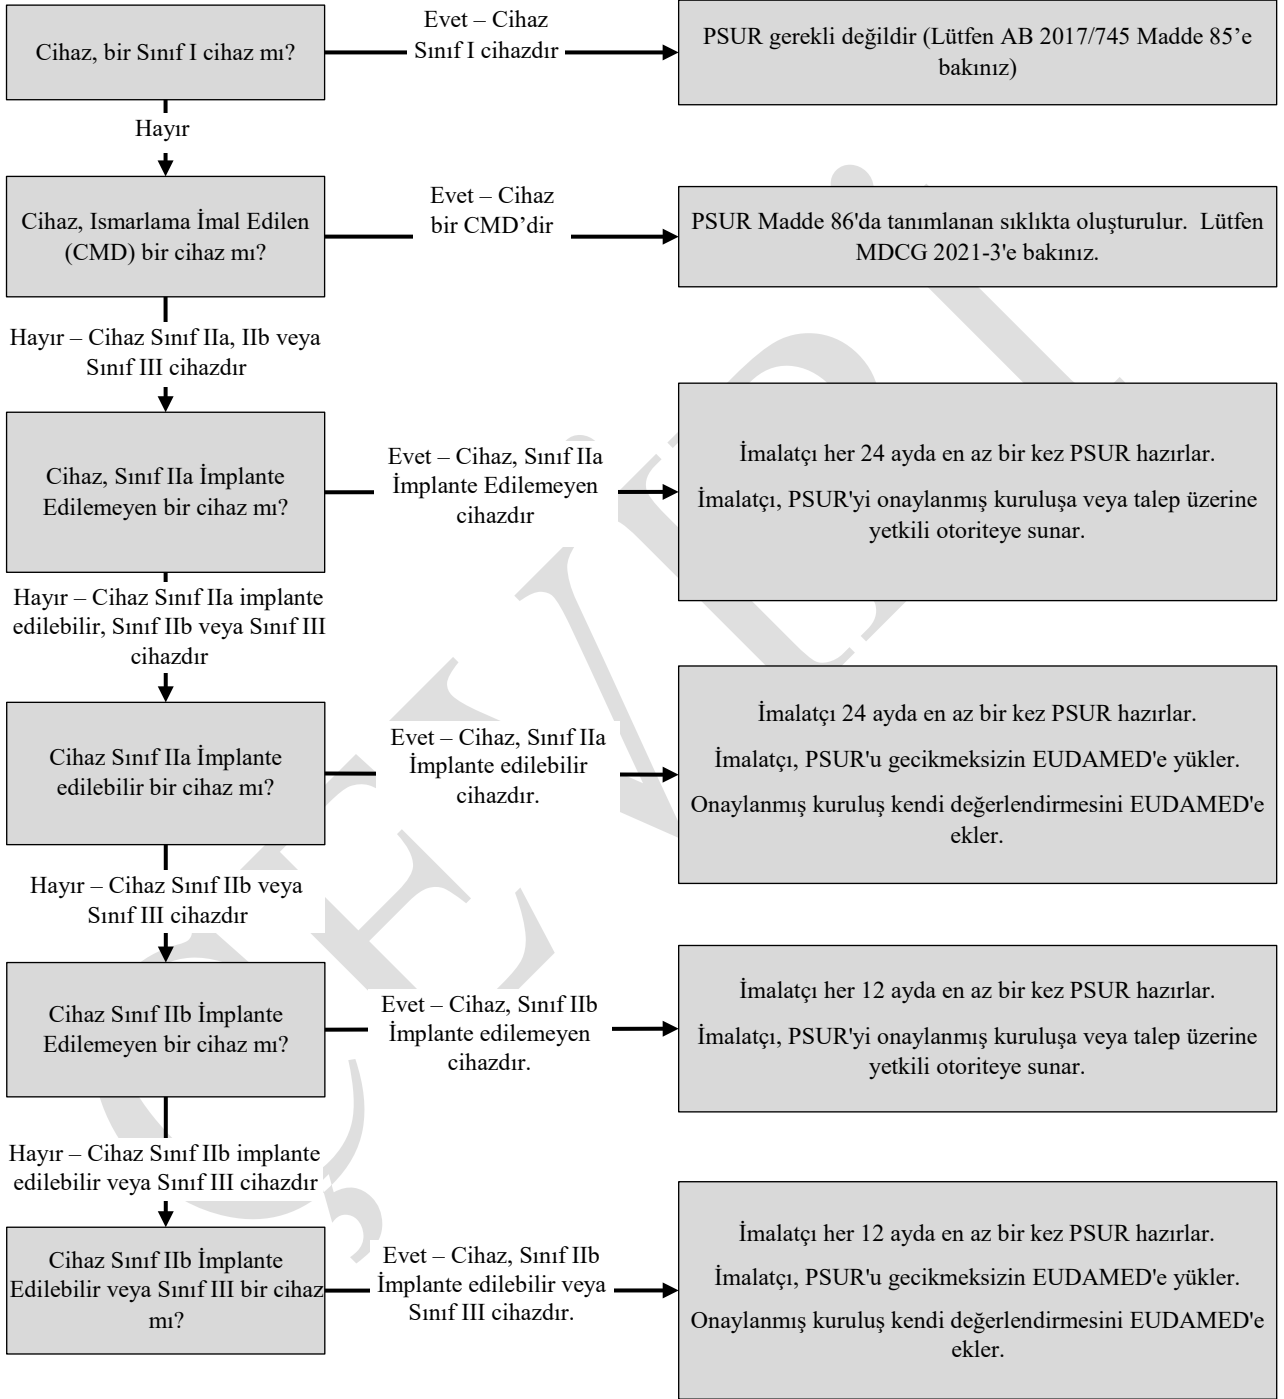 Cihaz, bir Sınıf I cihaz mı?
Evet – Cihaz
Sınıf I cihazdır
PSUR gerekli değildir (Lütfen AB 2017/745 Madde 85’e
bakınız)
Hayır
Cihaz, Ismarlama İmal Edilen
(CMD) bir cihaz mı?
Evet – Cihaz
bir CMD’dir
PSUR Madde 86'da tanımlanan sıklıkta oluşturulur. Lütfen
MDCG 2021-3'e bakınız.
Hayır – Cihaz Sınıf IIa, IIb veya
Sınıf III cihazdır
Cihaz, Sınıf IIa İmplante
Edilemeyen bir cihaz mı?
Evet – Cihaz, Sınıf IIa
İmplante Edilemeyen
cihazdır
İmalatçı her 24 ayda en az bir kez PSUR hazırlar.
İmalatçı, PSUR'yi onaylanmış kuruluşa veya talep üzerine
yetkili otoriteye sunar.
Hayır – Cihaz Sınıf IIa implante
edilebilir, Sınıf IIb veya Sınıf III
cihazdır
Cihaz Sınıf IIa İmplante
edilebilir bir cihaz mı?
Evet – Cihaz, Sınıf IIa
İmplante edilebilir
cihazdır.
İmalatçı 24 ayda en az bir kez PSUR hazırlar.
İmalatçı, PSUR'u gecikmeksizin EUDAMED'e yükler.
Onaylanmış kuruluş kendi değerlendirmesini EUDAMED'e
ekler.
Hayır – Cihaz Sınıf IIb veya
Sınıf III cihazdır
Cihaz Sınıf IIb İmplante
Edilemeyen bir cihaz mı?
Evet – Cihaz, Sınıf IIb
İmplante edilemeyen
cihazdır.
İmalatçı her 12 ayda en az bir kez PSUR hazırlar.
İmalatçı, PSUR'yi onaylanmış kuruluşa veya talep üzerine
yetkili otoriteye sunar.
Hayır – Cihaz Sınıf IIb implante
edilebilir veya Sınıf III cihazdır
Cihaz Sınıf IIb İmplante
Edilebilir veya Sınıf III bir cihaz
mı?
Evet – Cihaz, Sınıf IIb
İmplante edilebilir veya
Sınıf III cihazdır.
İmalatçı her 12 ayda en az bir kez PSUR hazırlar.
İmalatçı, PSUR'u gecikmeksizin EUDAMED'e yükler.
Onaylanmış kuruluş kendi değerlendirmesini EUDAMED'e
ekler.
ÇEVİRİ